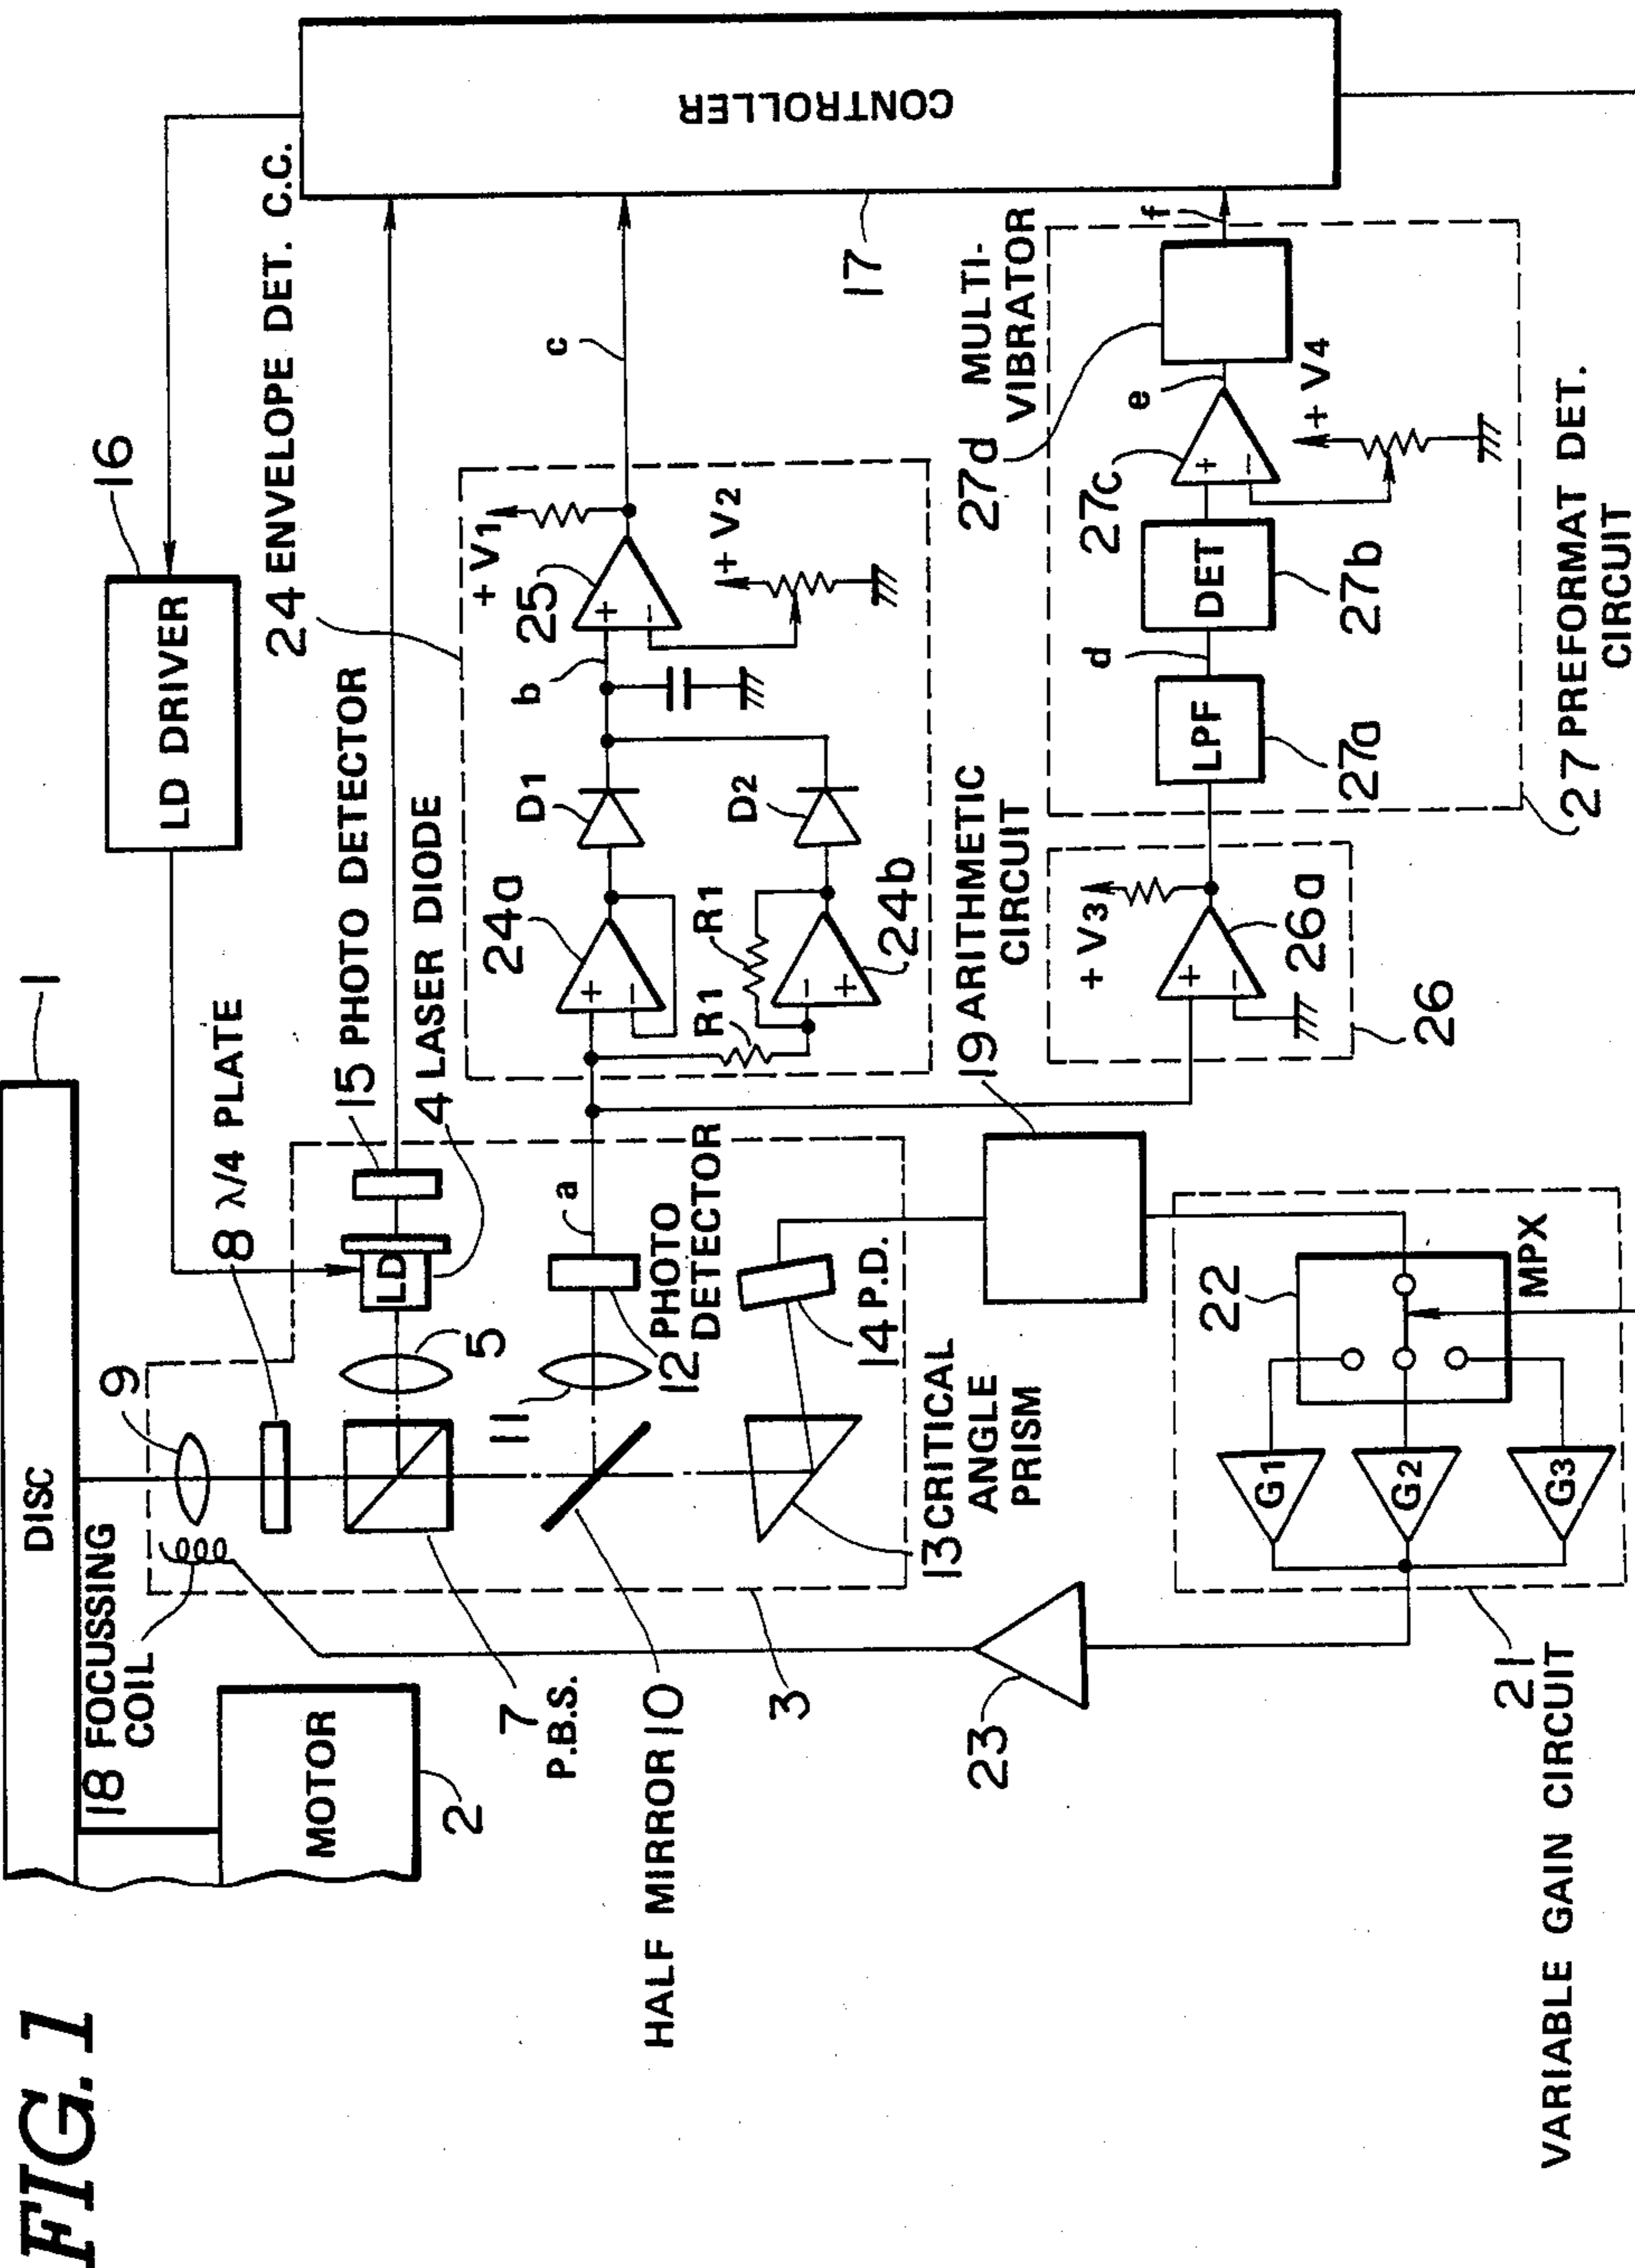 FIG. 1
DISC
1
MOTOR
2
18 FOCUSSING
COIL
9
8 λ/4 PLATE
LD
5
4 LASER DIODE
15 PHOTO DETECTOR
LD DRIVER
16
7
P.B.S.
HALF MIRROR 10
3
11
12 PHOTO
DETECTOR
a
13 CRITICAL
ANGLE
PRISM
14 P.D.
19 ARITHMETIC
CIRCUIT
23
21
VARIABLE GAIN CIRCUIT
22
MPX
G1
G2
G3
24 ENVELOPE DET. C.C.
24a
+
−
R1
R1
24b
−
+
D1
D2
b
25
+
−
+ V1
+ V2
c
26
26a
+
−
+ V3
27 PREFORMAT DET.
CIRCUIT
LPF
27a
d
DET
27b
27c
+
−
+ V4
e
27d
MULTI-
VIBRATOR
f
17
CONTROLLER